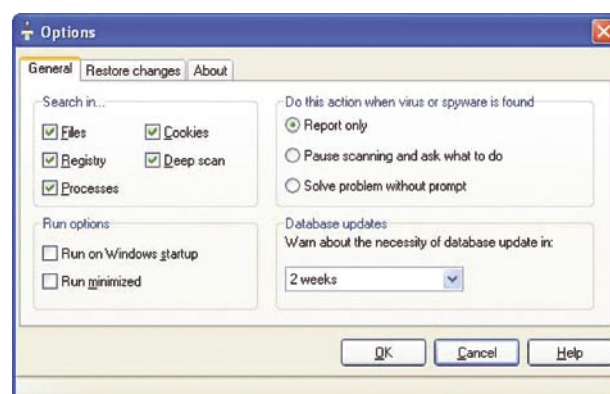 Options
General Restore changes About
Search in...
Files Cookies
Registry Deep scan
Processes
Do this action when virus or spyware is found
Report only
Pause scanning and ask what to do
Solve problem without prompt
Run options
Run on Windows startup
Run minimized
Database updates
Warn about the necessity of database update in:
2 weeks
OK Cancel Help